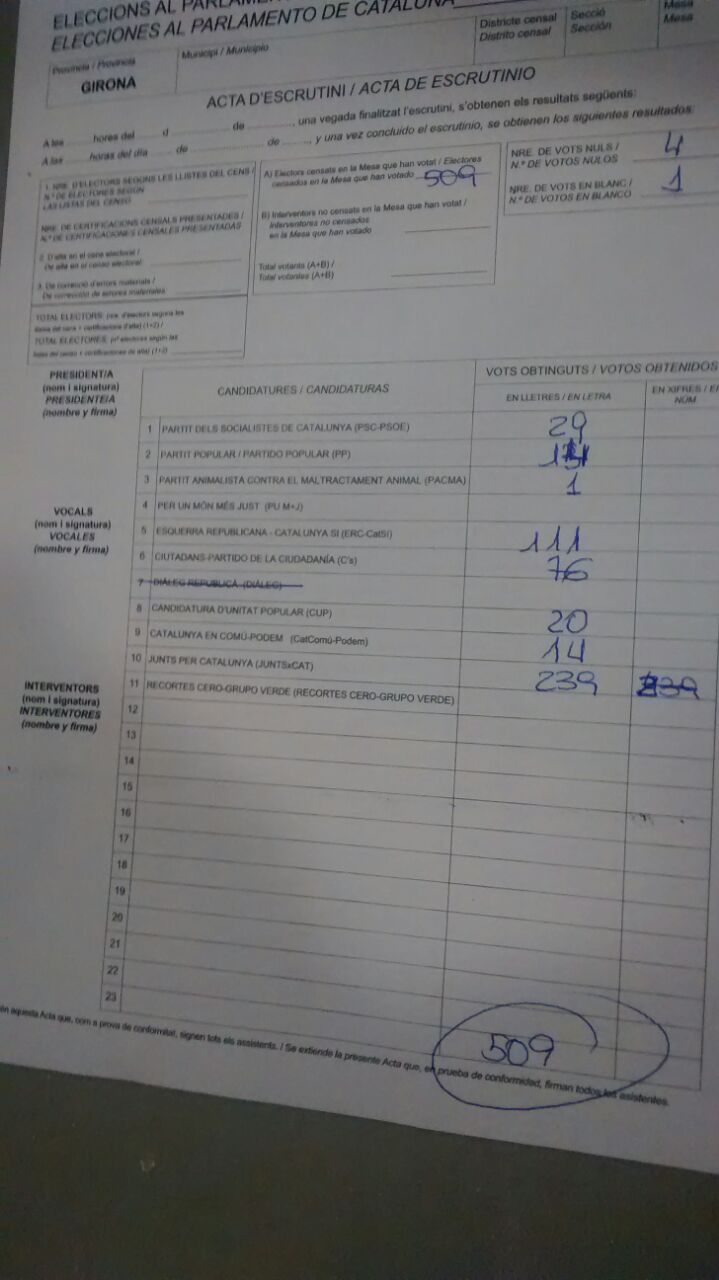 ELECCIONS AL PARLAM
ELECCIONES AL PARLAMENTO DE CATALUÑA
Província / Provincia
GIRONA
Municipi / Municipio
Districte censal
Distrito censal
Secció
Sección
Mesa
Mesa
ACTA D'ESCRUTINI / ACTA DE ESCRUTINIO
A les ........ hores del ........ d ........ de ........, una vegada finalitzat l'escrutini, s'obtenen els resultats següents:
A las ........ horas del día ........ de ........ de ........, y una vez concluido el escrutinio, se obtienen los siguientes resultados:
1. NRE. D'ELECTORS SEGONS LES LLISTES DEL CENS /
N.º DE ELECTORES SEGÚN
LAS LISTAS DEL CENSO
NRE. DE CERTIFICACIONS CENSALS PRESENTADES /
N.º DE CERTIFICACIONES CENSALES PRESENTADAS
2. D'alta en el cens electoral /
De alta en el censo electoral
3. De correcció d'errors materials /
De corrección de errores materiales
TOTAL ELECTORS (nre. d'electors segons les
llistes del cens + certificacions d'alta) (1+2) /
TOTAL ELECTORES (nº electores según las
listas del censo + certificaciones de alta) (1+2)
A) Electors censats en la Mesa que han votat / Electores
censados en la Mesa que han votado 509
B) Interventors no censats en la Mesa que han votat /
Interventores no censados
en la Mesa que han votado
Total votants (A+B) /
Total votantes (A+B)
NRE. DE VOTS NULS /
N.º DE VOTOS NULOS 4
NRE. DE VOTS EN BLANC /
N.º DE VOTOS EN BLANCO 1
PRESIDENT/A
(nom i signatura)
PRESIDENTE/A
(nombre y firma)
VOCALS
(nom i signatura)
VOCALES
(nombre y firma)
INTERVENTORS
(nom i signatura)
INTERVENTORES
(nombre y firma)
CANDIDATURES / CANDIDATURAS
VOTS OBTINGUTS / VOTOS OBTENIDOS
EN LLETRES / EN LETRA
EN XIFRES / E
NÚM.
1 PARTIT DELS SOCIALISTES DE CATALUNYA (PSC-PSOE) 29
2 PARTIT POPULAR / PARTIDO POPULAR (PP)
3 PARTIT ANIMALISTA CONTRA EL MALTRACTAMENT ANIMAL (PACMA) 1
4 PER UN MÓN MÉS JUST (PU M+J)
5 ESQUERRA REPUBLICANA - CATALUNYA SÍ (ERC-CatSí) 111
6 CIUTADANS-PARTIDO DE LA CIUDADANÍA (C's) 76
7 DIÀLEG REPUBLICÀ (DIÀLEG)
8 CANDIDATURA D'UNITAT POPULAR (CUP) 20
9 CATALUNYA EN COMÚ-PODEM (CatComú-Podem) 14
10 JUNTS PER CATALUNYA (JUNTSxCAT) 239 239
11 RECORTES CERO-GRUPO VERDE (RECORTES CERO-GRUPO VERDE)
12
13
14
15
16
17
18
19
20
21
22
23
509
én aquesta Acta que, com a prova de conformitat, signen tots els assistents. / Se extiende la presente Acta que, en prueba de conformidad, firman todos los asistentes.